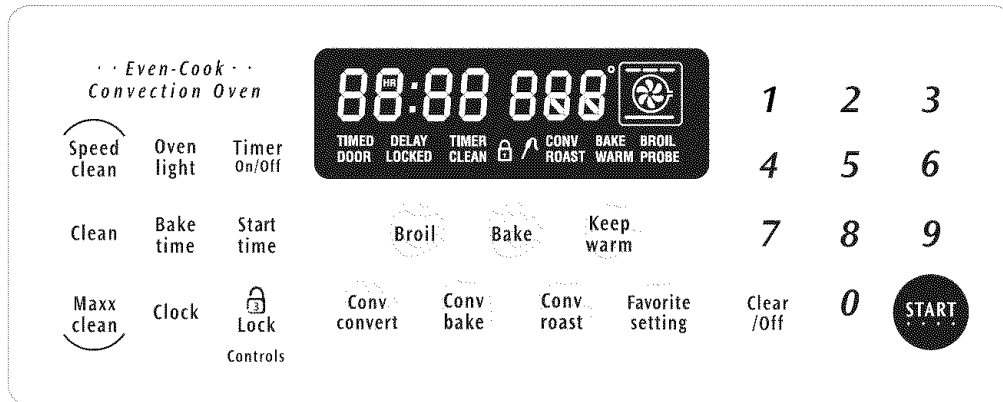 · · Even-Cook · ·
Convection Oven
Speed
clean
Oven
light
Timer
On/Off
Clean
Bake
time
Start
time
Maxx
clean
Clock
3
Lock
Controls
88:88 888°
HR
TIMED DELAY TIMER CONV BAKE BROIL
DOOR LOCKED CLEAN ROAST WARM PROBE
Broil
Bake
Keep
warm
Conv
convert
Conv
bake
Conv
roast
Favorite
setting
1 2 3
4 5 6
7 8 9
Clear
/Off
0
START